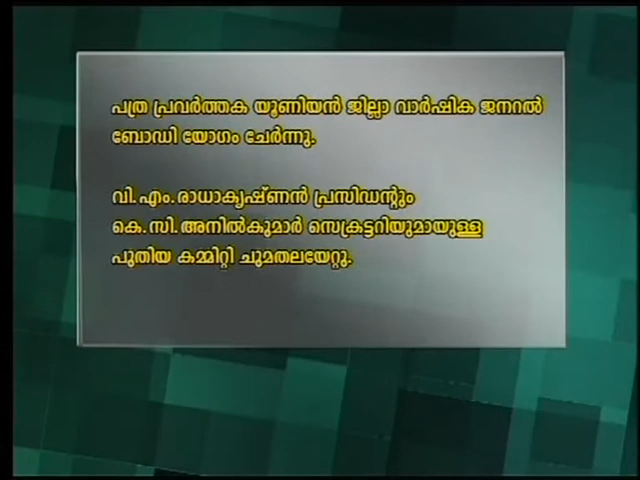 പത്ര പ്രവർത്തക യൂണിയൻ ജില്ലാ വാർഷിക ജനറൽ
ബോഡി യോഗം ചേർന്നു.
വി.എം.രാധാകൃഷ്ണൻ പ്രസിഡന്റും
കെ.സി.അനിൽകുമാർ സെക്രട്ടറിയുമായുള്ള
പുതിയ കമ്മിറ്റി ചുമതലയേറ്റു.